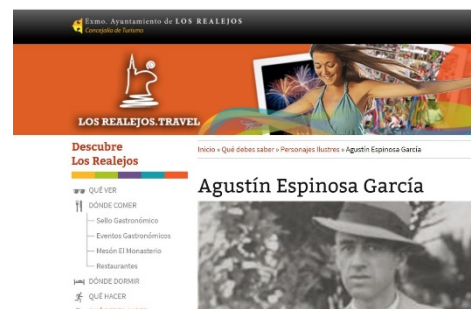 Exmo. Ayuntamiento de LOS REALEJOS
Concejalía de Turismo
LOS REALEJOS.TRAVEL
Descubre
Los Realejos
Inicio » Qué debes saber » Personajes Ilustres » Agustín Espinosa García
Agustín Espinosa García
QUÉ VER
DÓNDE COMER
Sello Gastronómico
Eventos Gastronómicos
Mesón El Monasterio
Restaurantes
DÓNDE DORMIR
QUÉ HACER